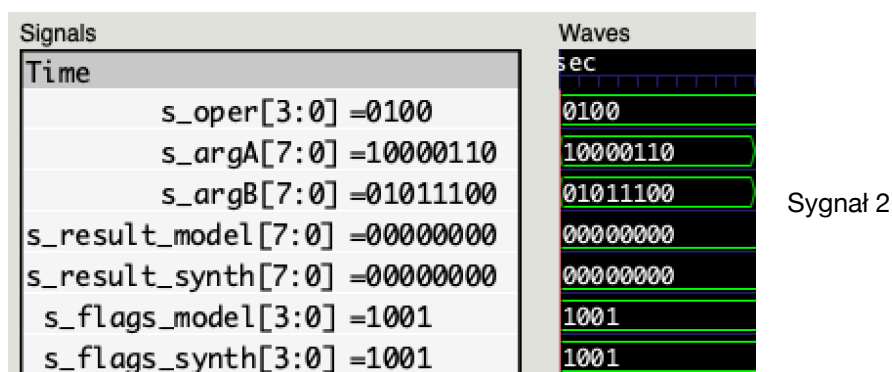 Signals
Time
s_oper[3:0] =0100
s_argA[7:0] =10000110
s_argB[7:0] =01011100
s_result_model[7:0] =00000000
s_result_synth[7:0] =00000000
s_flags_model[3:0] =1001
s_flags_synth[3:0] =1001
Waves
sec
0100
10000110
01011100
00000000
00000000
1001
1001
Sygnał 2